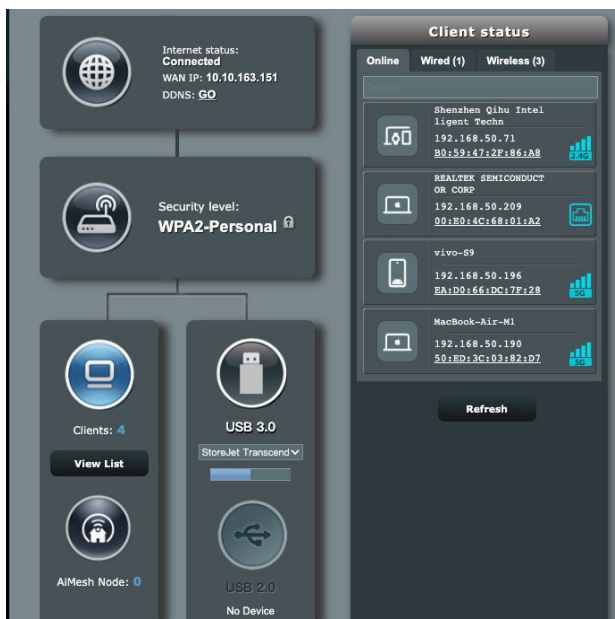 Internet status:
Connected
WAN IP: 10.10.163.151
DDNS: GO
Security level:
WPA2-Personal
Clients: 4
View List
AiMesh Node: 0
USB 3.0
StoreJet Transcend
USB 2.0
No Device
Client status
Online
Wired (1)
Wireless (3)
Search
Shenzhen Qihu Intel
ligent Techn
192.168.50.71
B0:59:47:2F:86:A8
2.4G
REALTEK SEMICONDUCT
OR CORP
192.168.50.209
00:E0:4C:68:01:A2
vivo-S9
192.168.50.196
EA:D0:66:DC:7F:28
5G
MacBook-Air-M1
192.168.50.190
50:ED:3C:03:82:D7
5G
Refresh